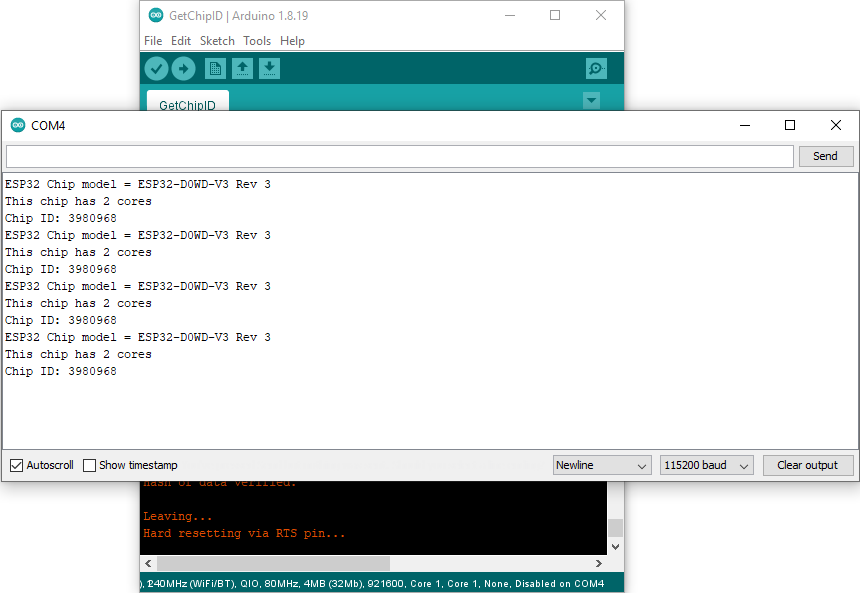 GetChipID | Arduino 1.8.19
File Edit Sketch Tools Help
GetChipID
COM4
Send
ESP32 Chip model = ESP32-D0WD-V3 Rev 3
This chip has 2 cores
Chip ID: 3980968
ESP32 Chip model = ESP32-D0WD-V3 Rev 3
This chip has 2 cores
Chip ID: 3980968
ESP32 Chip model = ESP32-D0WD-V3 Rev 3
This chip has 2 cores
Chip ID: 3980968
ESP32 Chip model = ESP32-D0WD-V3 Rev 3
This chip has 2 cores
Chip ID: 3980968
Autoscroll Show timestamp Newline 115200 baud Clear output
Hash of data verified.
Leaving...
Hard resetting via RTS pin...
), 240MHz (WiFi/BT), QIO, 80MHz, 4MB (32Mb), 921600, Core 1, Core 1, None, Disabled on COM4